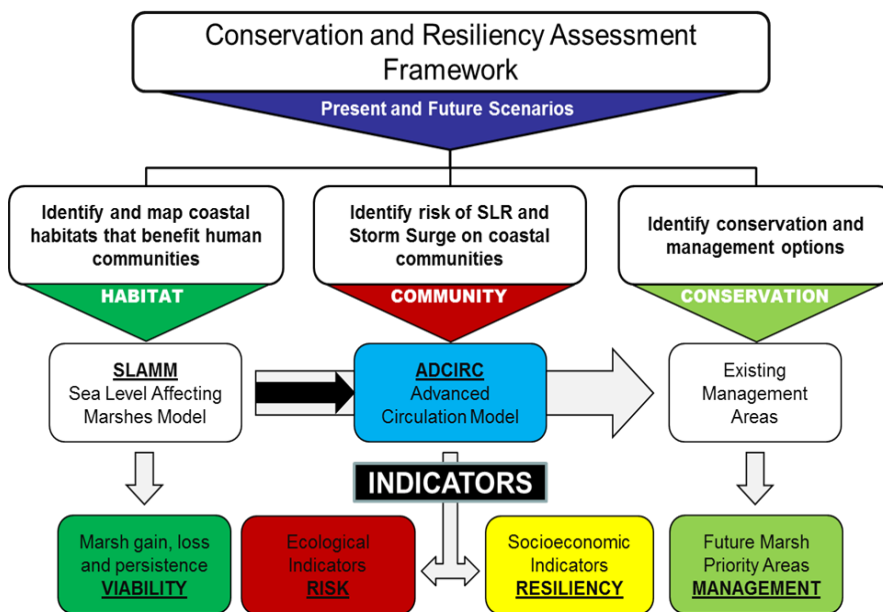 Conservation and Resiliency Assessment
Framework
Present and Future Scenarios
Identify and map coastal
habitats that benefit human
communities
HABITAT
Identify risk of SLR and
Storm Surge on coastal
communities
COMMUNITY
Identify conservation and
management options
CONSERVATION
SLAMM
Sea Level Affecting
Marshes Model
ADCIRC
Advanced
Circulation Model
Existing
Management
Areas
INDICATORS
Marsh gain, loss
and persistence
VIABILITY
Ecological
Indicators
RISK
Socioeconomic
Indicators
RESILIENCY
Future Marsh
Priority Areas
MANAGEMENT